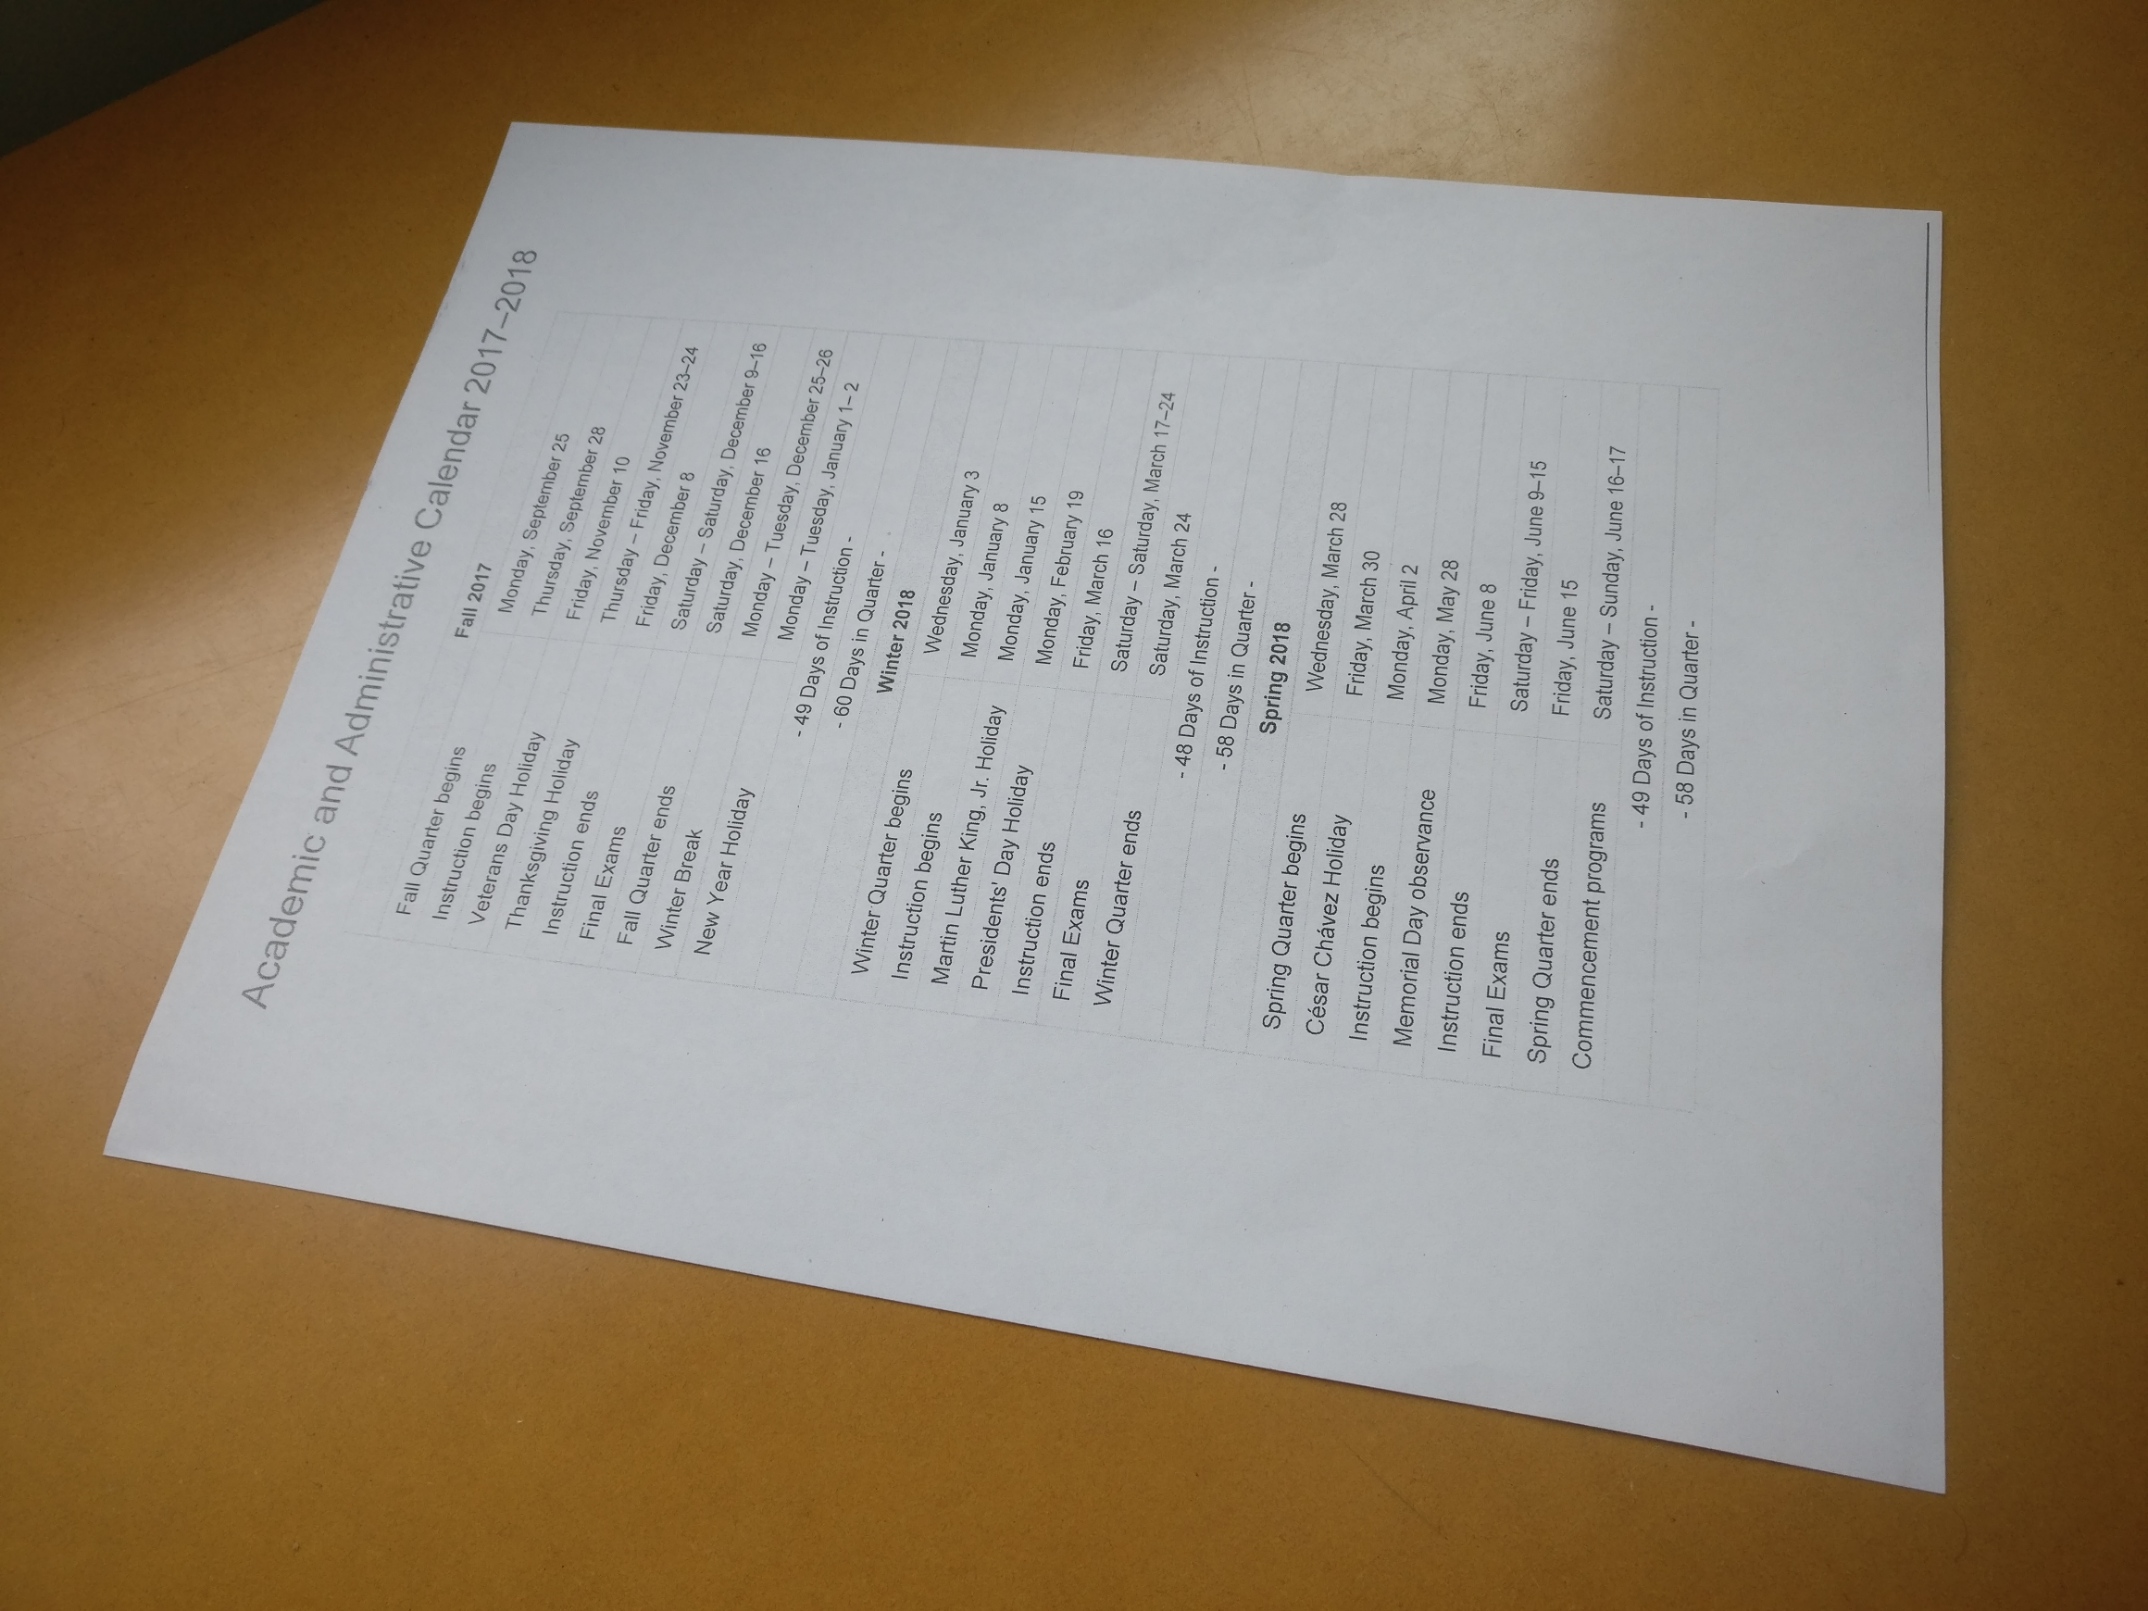 Academic and Administrative Calendar 2017–2018
Fall 2017
Fall Quarter begins Monday, September 25
Instruction begins Thursday, September 28
Veterans Day Holiday Friday, November 10
Thanksgiving Holiday Thursday – Friday, November 23–24
Instruction ends Friday, December 8
Final Exams Saturday – Saturday, December 9–16
Fall Quarter ends Saturday, December 16
Winter Break Monday – Tuesday, December 25–26
New Year Holiday Monday – Tuesday, January 1– 2
- 49 Days of Instruction -
- 60 Days in Quarter -
Winter 2018
Winter Quarter begins Wednesday, January 3
Instruction begins Monday, January 8
Martin Luther King, Jr. Holiday Monday, January 15
Presidents' Day Holiday Monday, February 19
Instruction ends Friday, March 16
Final Exams Saturday – Saturday, March 17–24
Winter Quarter ends Saturday, March 24
- 48 Days of Instruction -
- 58 Days in Quarter -
Spring 2018
Spring Quarter begins Wednesday, March 28
César Chávez Holiday Friday, March 30
Instruction begins Monday, April 2
Memorial Day observance Monday, May 28
Instruction ends Friday, June 8
Final Exams Saturday – Friday, June 9–15
Spring Quarter ends Friday, June 15
Commencement programs Saturday – Sunday, June 16–17
- 49 Days of Instruction -
- 58 Days in Quarter -